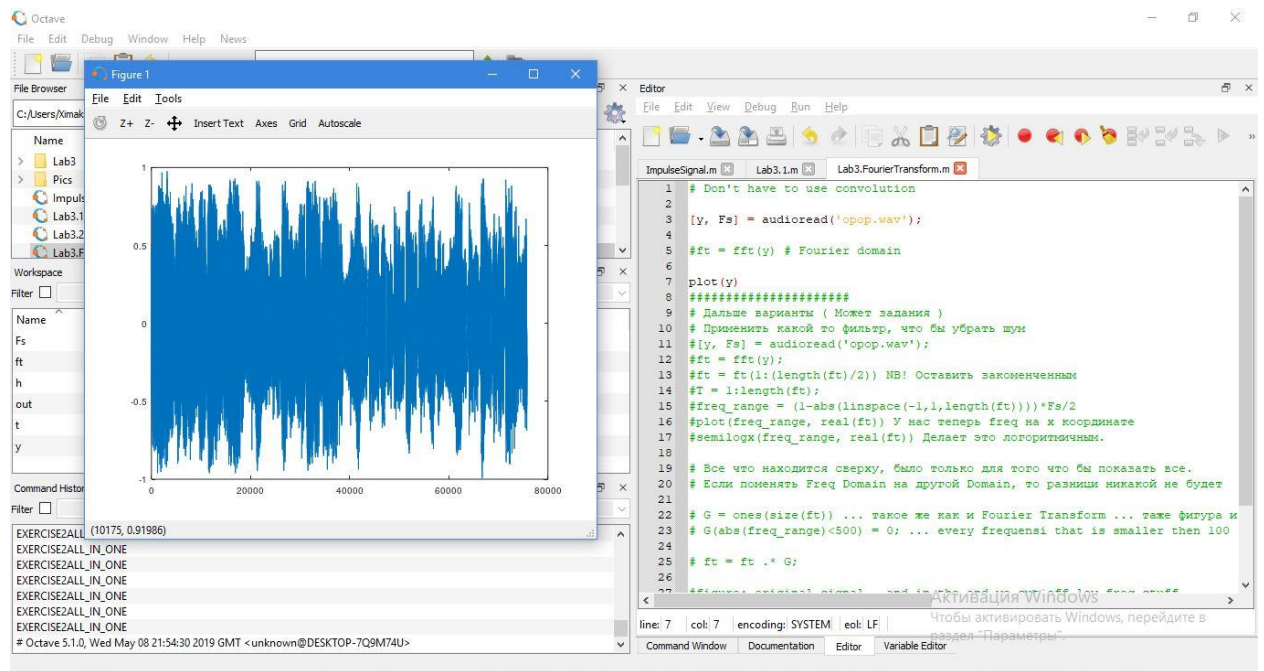 Octave
File Edit Debug Window Help News
File Browser
C:/Users/Ximak
Name
Lab3
Pics
Impuls
Lab3.1
Lab3.2
Lab3.F
Workspace
Filter
Name
Fs
ft
h
out
t
y
Command Histor
Filter
EXERCISE2ALL_IN_ONE
EXERCISE2ALL_IN_ONE
EXERCISE2ALL_IN_ONE
EXERCISE2ALL_IN_ONE
EXERCISE2ALL_IN_ONE
EXERCISE2ALL_IN_ONE
EXERCISE2ALL_IN_ONE
# Octave 5.1.0, Wed May 08 21:54:30 2019 GMT <unknown@DESKTOP-7Q9M74U>
Figure 1
File Edit Tools
Z+ Z- Insert Text Axes Grid Autoscale
1
0.5
0
-0.5
-1
0 20000 40000 60000 80000
(10175, 0.91986)
Editor
File Edit View Debug Run Help
ImpulseSignal.m Lab3.1.m Lab3.FourierTransform.m
1 # Don't have to use convolution
2
3 [y, Fs] = audioread('opop.wav');
4
5 #ft = fft(y) # Fourier domain
6
7 plot(y)
8 ######################
9 # Дальше варианты ( Может задания )
10 # Применить какой то фильтр, что бы убрать шум
11 #[y, Fs] = audioread('opop.wav');
12 #ft = fft(y);
13 #ft = ft(1:(length(ft)/2)) NB! Оставить закоменченным
14 #T = 1:length(ft);
15 #freq_range = (1-abs(linspace(-1,1,length(ft))))*Fs/2
16 #plot(freq_range, real(ft)) У нас теперь freq на x координате
17 #semilogx(freq_range, real(ft)) Делает это логоритмичным.
18
19 # Все что находится сверху, было только для того что бы показать все.
20 # Если поменять Freq Domain на другой Domain, то разници никакой не будет
21
22 # G = ones(size(ft)) ... такое же как и Fourier Transform ... таже фигура и
23 # G(abs(freq_range)<500) = 0; ... every frequensi that is smaller then 100
24
25 # ft = ft .* G;
26
27 #figure: original signal
Активация Windows
Чтобы активировать Windows, перейдите в
раздел "Параметры".
line: 7 col: 7 encoding: SYSTEM eol: LF
Command Window Documentation Editor Variable Editor